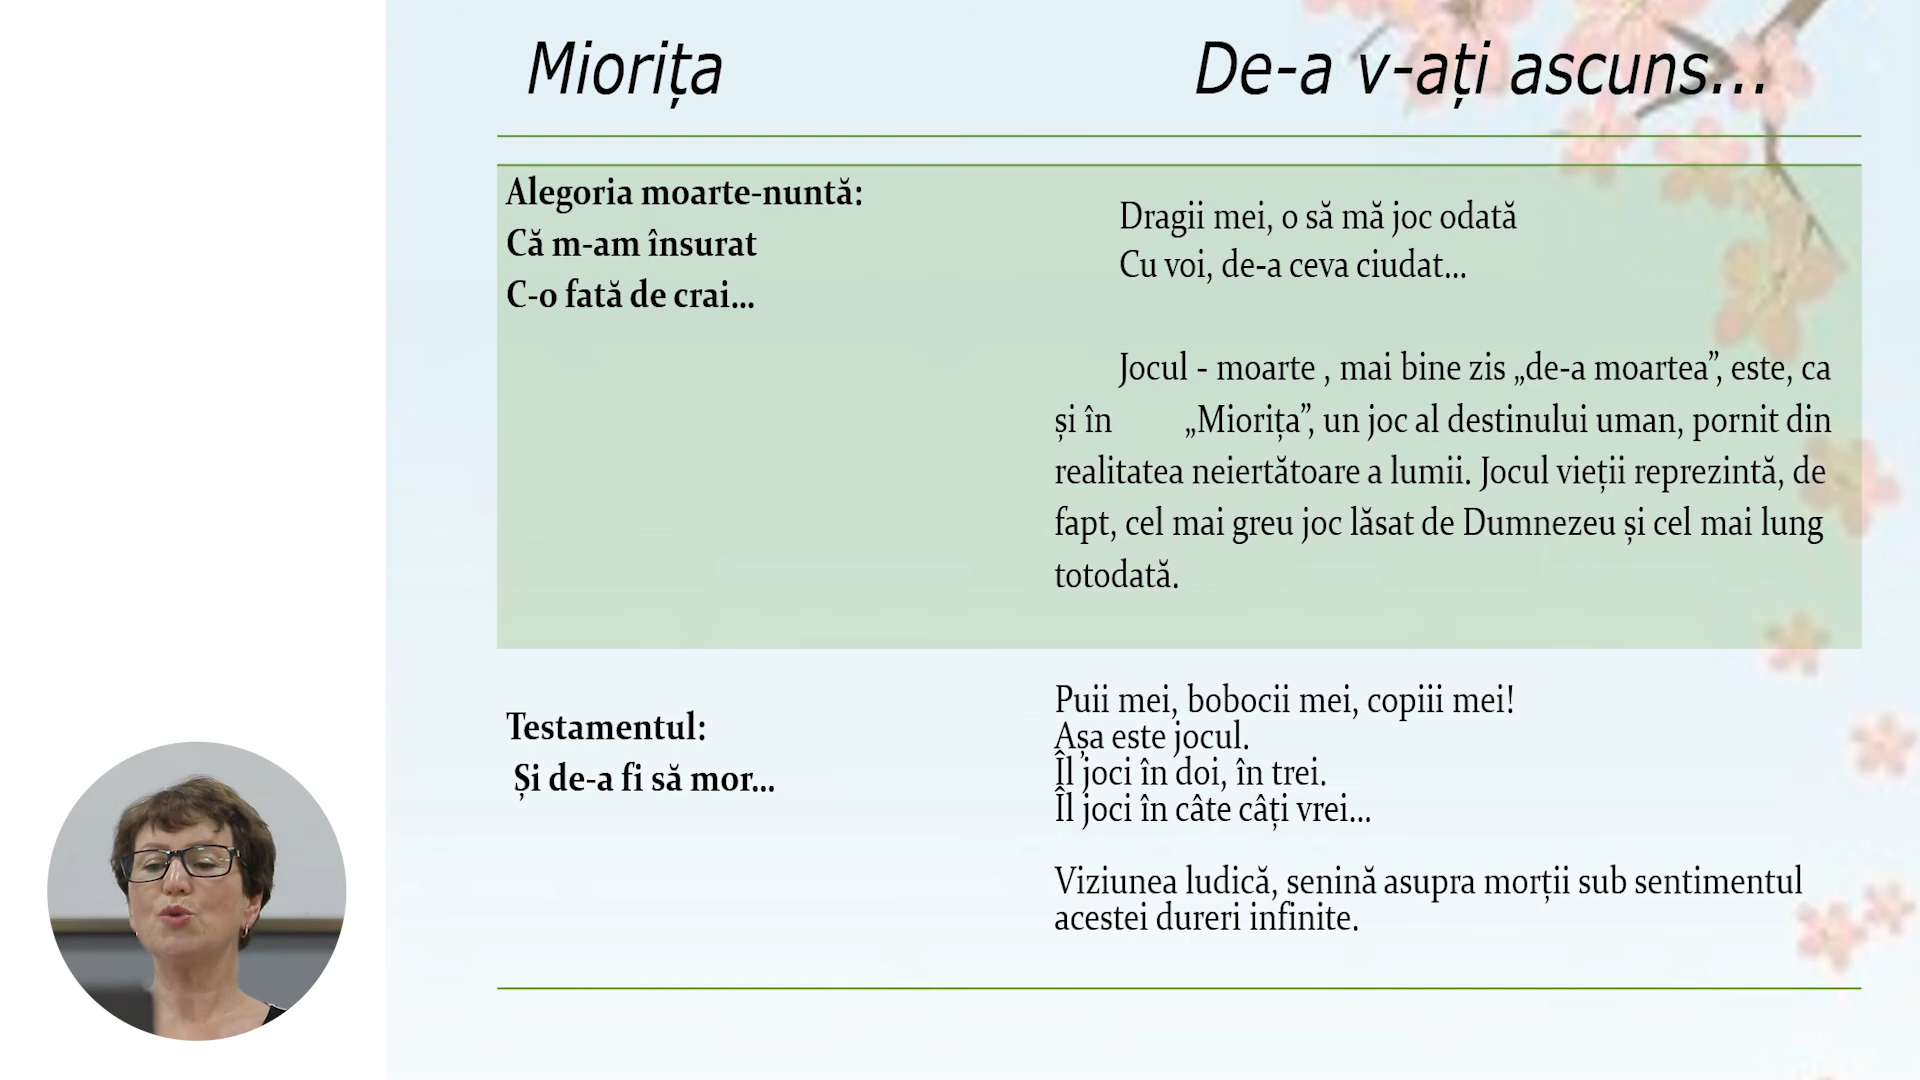 Miorița
De-a v-ați ascuns...
Alegoria moarte-nuntă:
Că m-am însurat
C-o fată de crai...
Dragii mei, o să mă joc odată
Cu voi, de-a ceva ciudat...
Jocul - moarte , mai bine zis „de-a moartea”, este, ca
și în „Miorița”, un joc al destinului uman, pornit din
realitatea neiertătoare a lumii. Jocul vieții reprezintă, de
fapt, cel mai greu joc lăsat de Dumnezeu și cel mai lung
totodată.
Testamentul:
Și de-a fi să mor...
Puii mei, bobocii mei, copiii mei!
Așa este jocul.
Îl joci în doi, în trei.
Îl joci în câte câți vrei...
Viziunea ludică, senină asupra morții sub sentimentul
acestei dureri infinite.